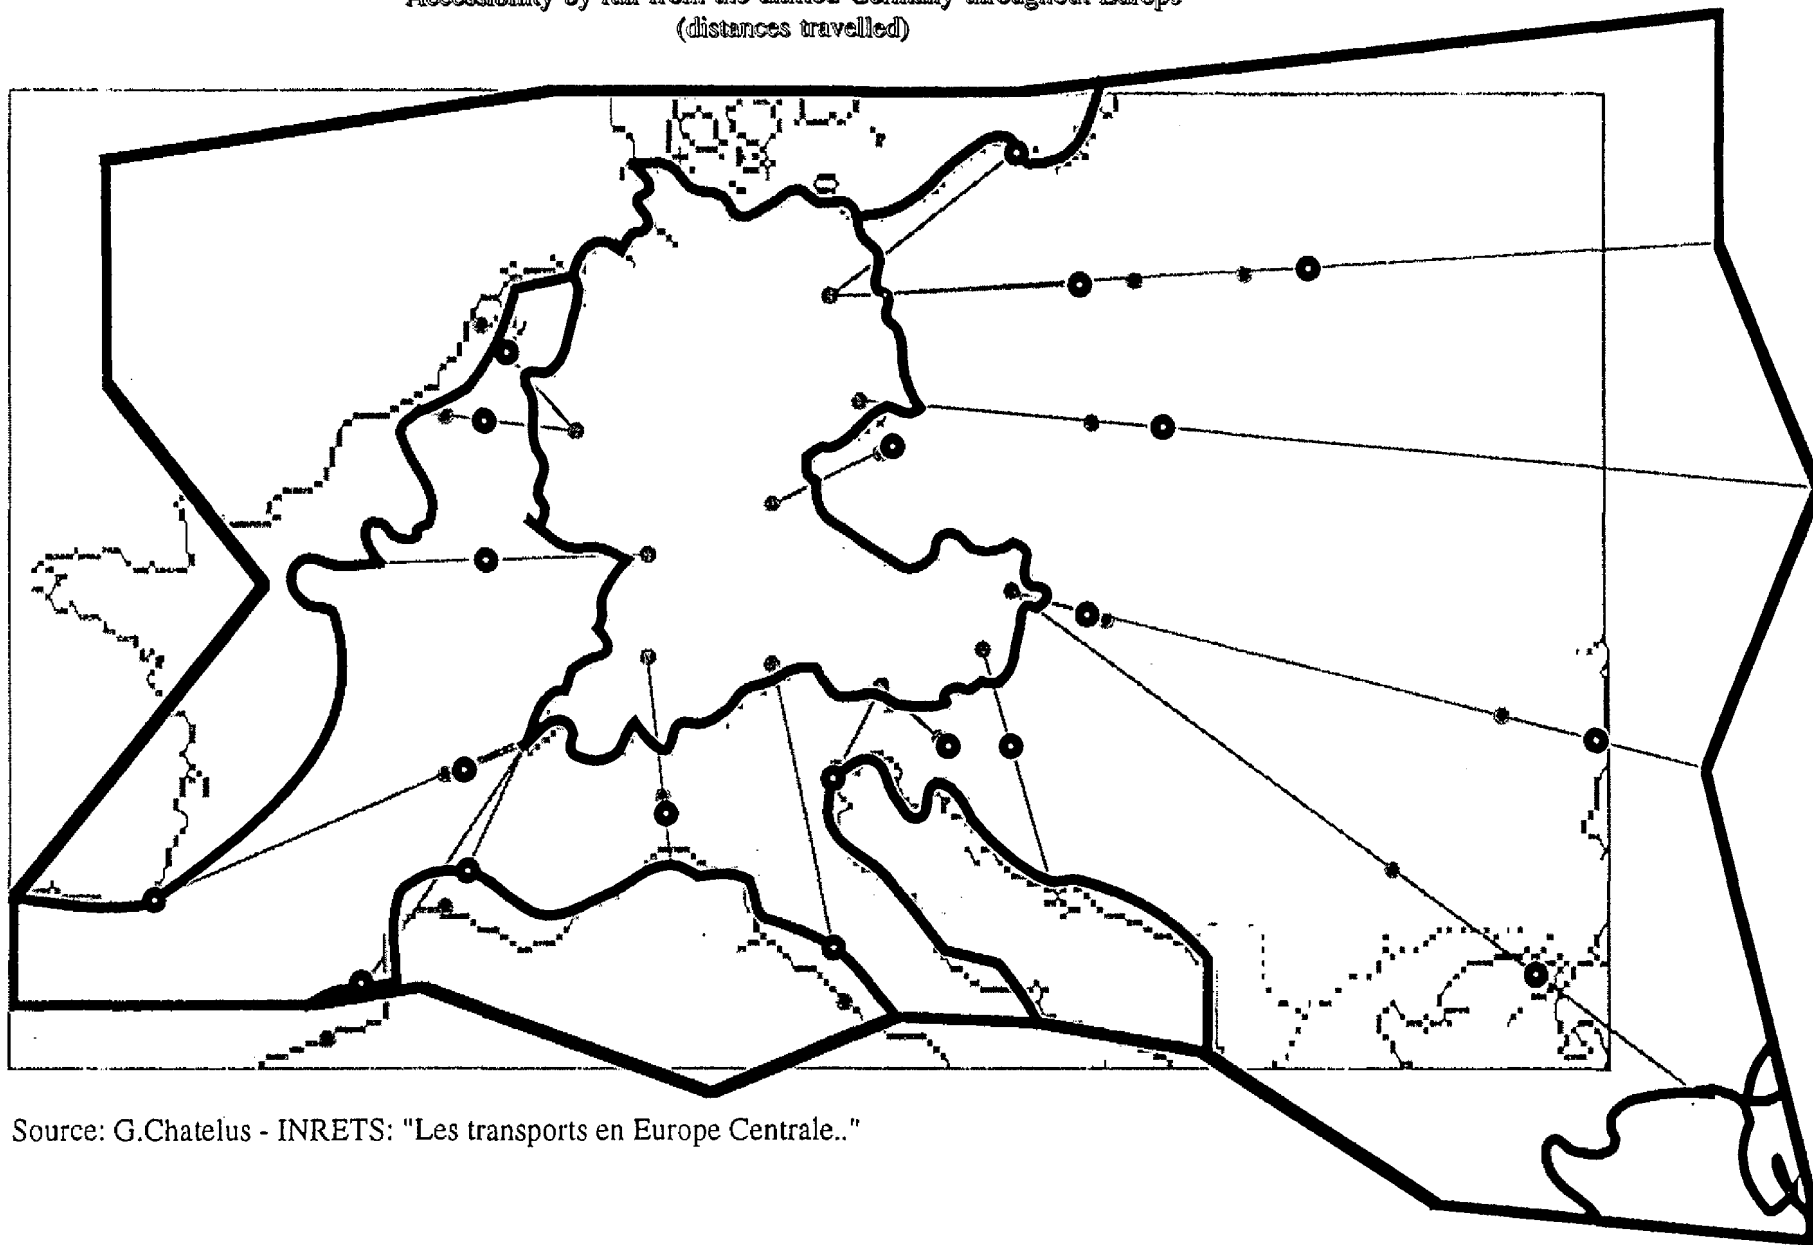 Accessibility by rail from the unified Germany throughout Europe
(distances travelled)
Source: G.Chatelus - INRETS: "Les transports en Europe Centrale.."